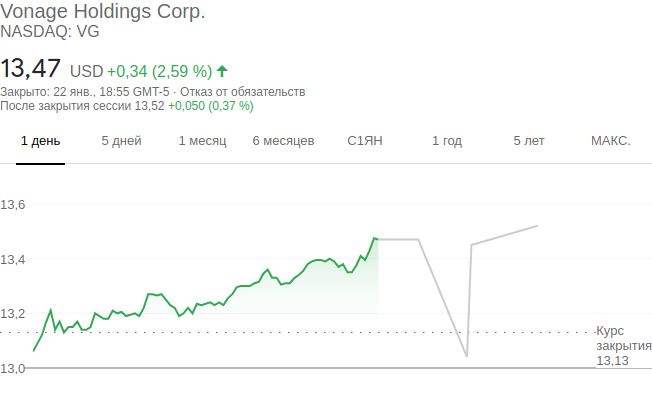 Vonage Holdings Corp.
NASDAQ: VG
13,47 USD +0,34 (2,59 %)
Закрыто: 22 янв., 18:55 GMT-5 · Отказ от обязательств
После закрытия сессии 13,52 +0,050 (0,37 %)
1 день 5 дней 1 месяц 6 месяцев С1ЯН 1 год 5 лет МАКС.
13,6
13,4
13,2
13,0
Курс
закрытия
13,13